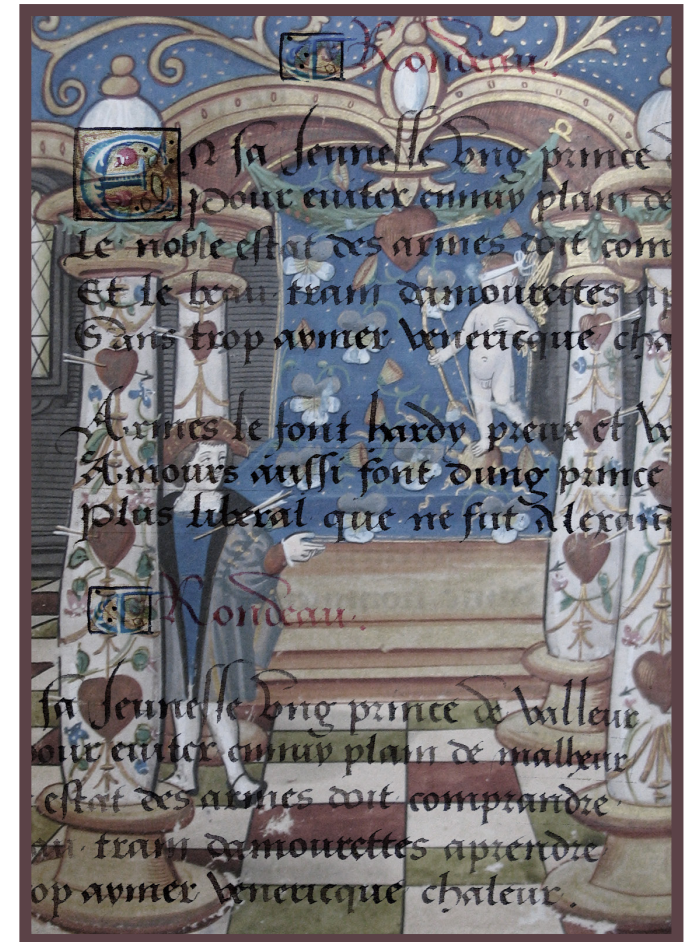 Rondeau.
En sa jeunesse vng prince d
Pour euiter ennuy plain de
Le noble estat des armes doit com
Et le beau train damourettes ap
Sans trop aymer venericque cha
Armes le font hardy preux et v
Amours aussi font dung prince
Plus liberal que ne fut Alexand
Rondeau.
sa jeunesse vng prince de valleur
our euiter ennuy plain de malheur
estat des armes doit comprandre
au train damourettes aprendre
op aymer venericque chaleur.